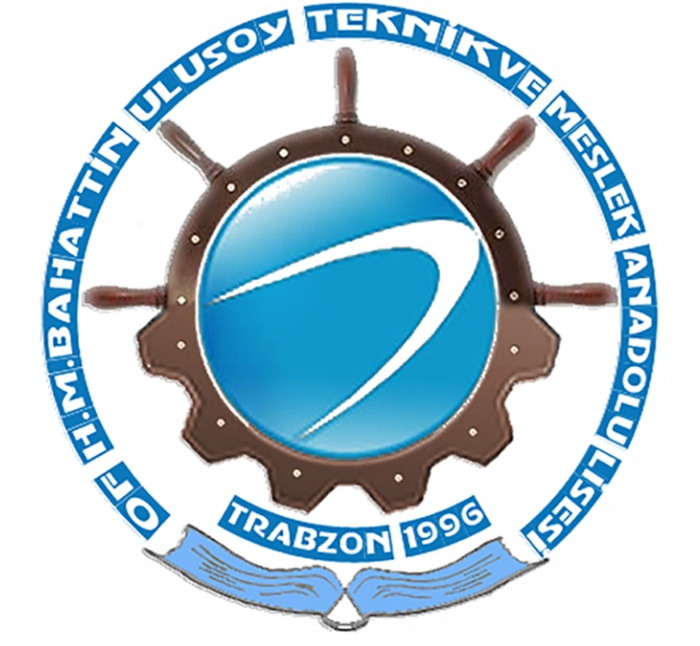 OF H.M.BAHATTİN ULUSOY TEKNİK VE MESLEK ANADOLU LİSESİ
TRABZON 1996